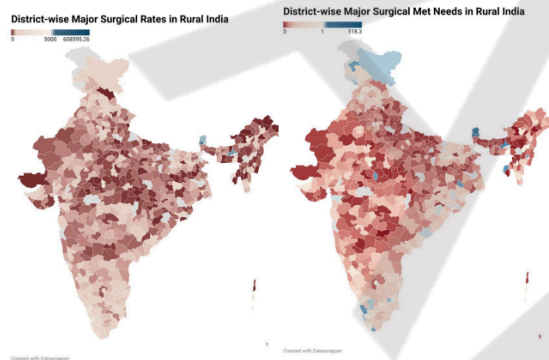 District-wise Major Surgical Rates in Rural India
0 5000 608595.26
Created with Datawrapper
District-wise Major Surgical Met Needs in Rural India
0 1 518.3
Created with Datawrapper